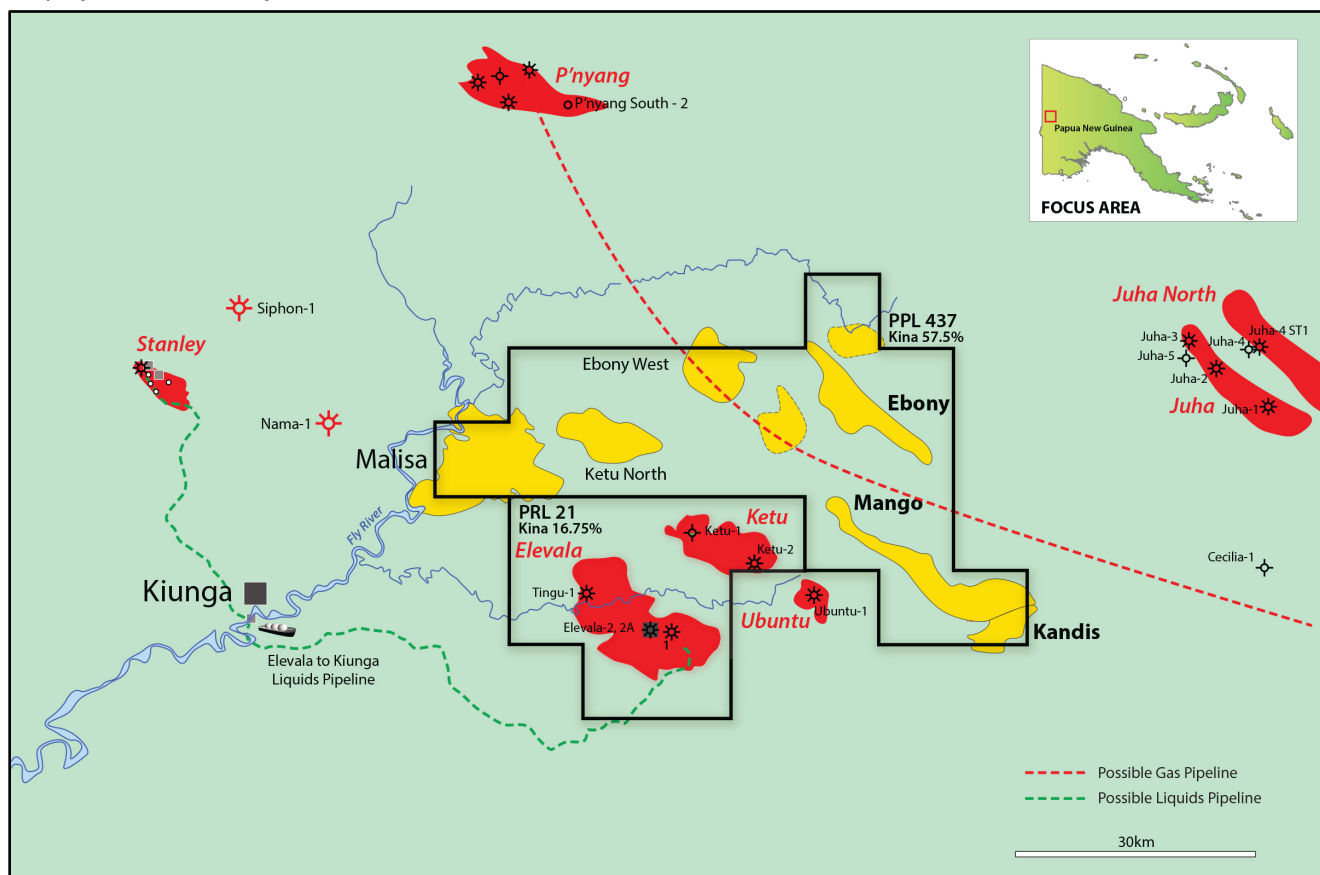 P'nyang
P'nyang South - 2
Papua New Guinea
FOCUS AREA
Siphon-1
Stanley
Nama-1
Juha North
Juha-3
Juha-4
Juha-4 ST1
Juha-5
Juha-2
Juha
Juha-1
PPL 437
Kina 57.5%
Ebony West
Ebony
Malisa
Ketu North
Mango
PRL 21
Kina 16.75%
Elevala
Ketu
Ketu-1
Ketu-2
Fly River
Cecilia-1
Kiunga
Tingu-1
Ubuntu-1
Ubuntu
Elevala-2, 2A
1
Kandis
Elevala to Kiunga
Liquids Pipeline
Possible Gas Pipeline
Possible Liquids Pipeline
30km